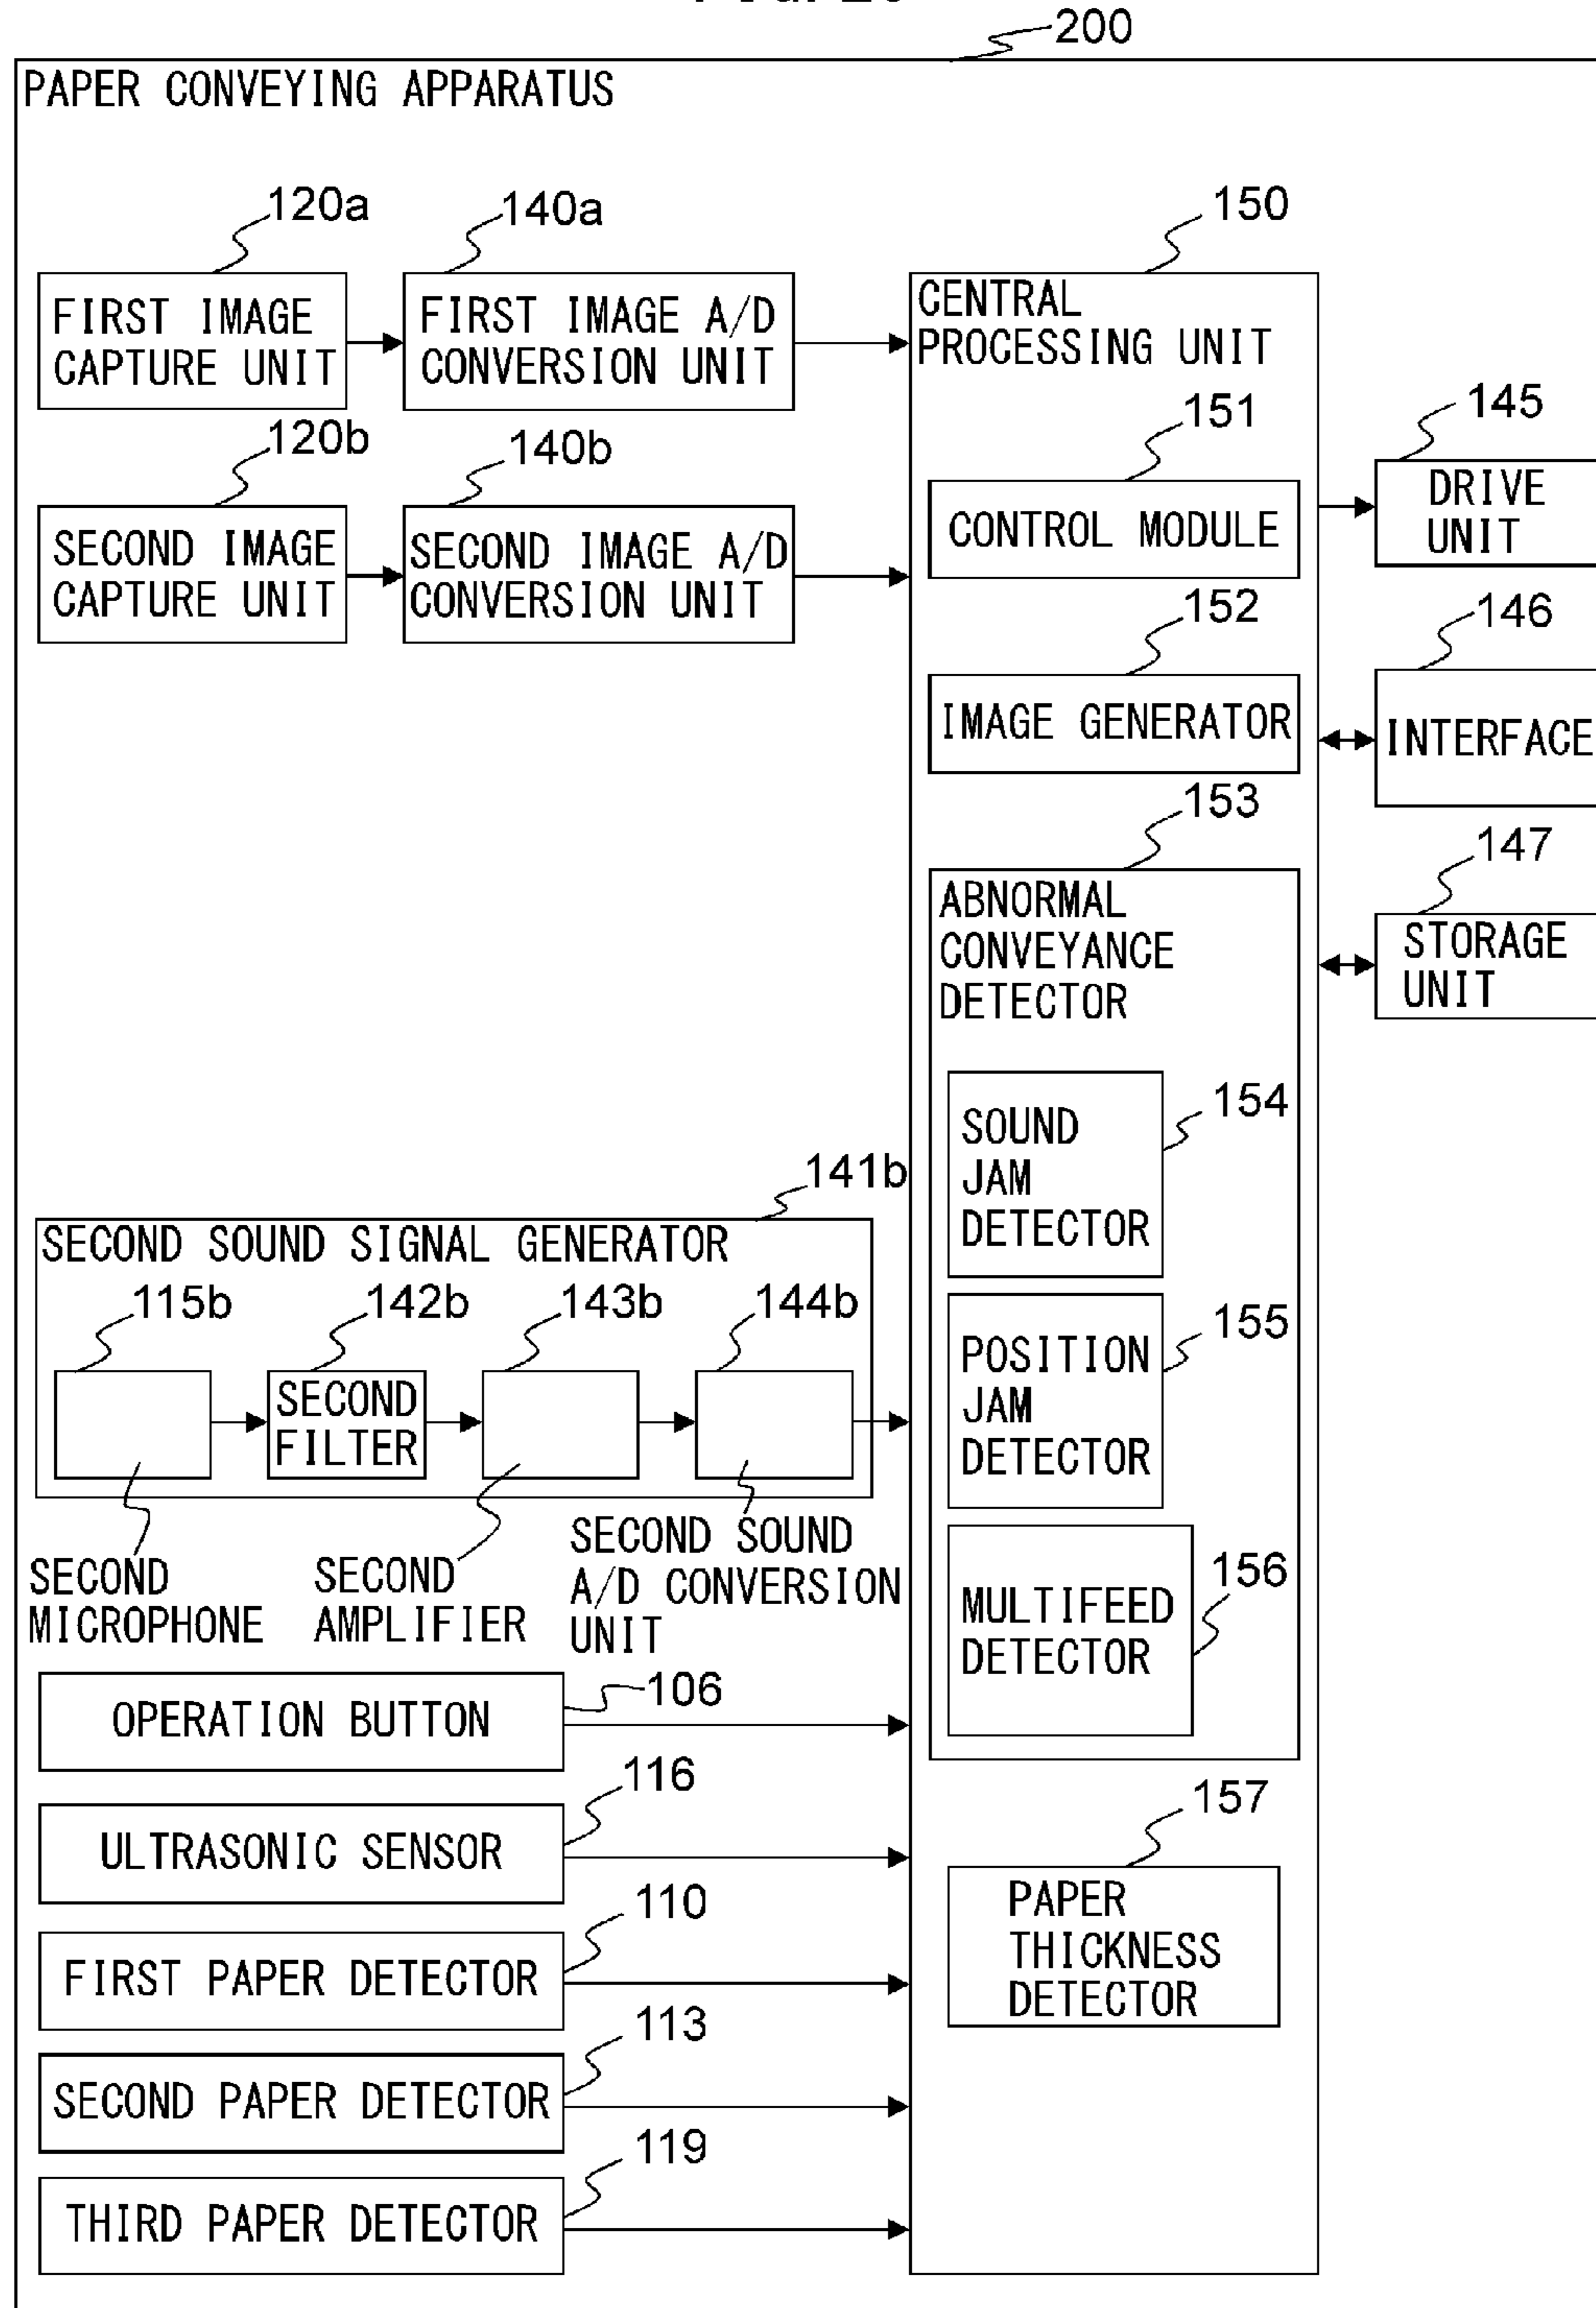 200
PAPER CONVEYING APPARATUS
120a
140a
150
FIRST IMAGE
CAPTURE UNIT
FIRST IMAGE A/D
CONVERSION UNIT
CENTRAL
PROCESSING UNIT
120b
140b
151
145
SECOND IMAGE
CAPTURE UNIT
SECOND IMAGE A/D
CONVERSION UNIT
CONTROL MODULE
DRIVE
UNIT
152
146
IMAGE GENERATOR
INTERFACE
153
147
ABNORMAL
CONVEYANCE
DETECTOR
STORAGE
UNIT
154
SOUND
JAM
DETECTOR
141b
SECOND SOUND SIGNAL GENERATOR
115b
142b
143b
144b
155
SECOND
FILTER
POSITION
JAM
DETECTOR
SECOND
MICROPHONE
SECOND
AMPLIFIER
SECOND SOUND
A/D CONVERSION
UNIT
156
MULTIFEED
DETECTOR
106
OPERATION BUTTON
116
ULTRASONIC SENSOR
157
PAPER
THICKNESS
DETECTOR
110
FIRST PAPER DETECTOR
113
SECOND PAPER DETECTOR
119
THIRD PAPER DETECTOR